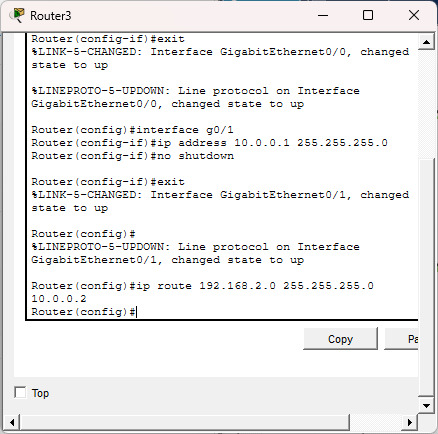 Router3
Router(config-if)#exit
%LINK-5-CHANGED: Interface GigabitEthernet0/0, changed
state to up
%LINEPROTO-5-UPDOWN: Line protocol on Interface
GigabitEthernet0/0, changed state to up
Router(config)#interface g0/1
Router(config-if)#ip address 10.0.0.1 255.255.255.0
Router(config-if)#no shutdown
Router(config-if)#exit
%LINK-5-CHANGED: Interface GigabitEthernet0/1, changed
state to up
Router(config)#
%LINEPROTO-5-UPDOWN: Line protocol on Interface
GigabitEthernet0/1, changed state to up
Router(config)#ip route 192.168.2.0 255.255.255.0
10.0.0.2
Router(config)#
Copy
Top